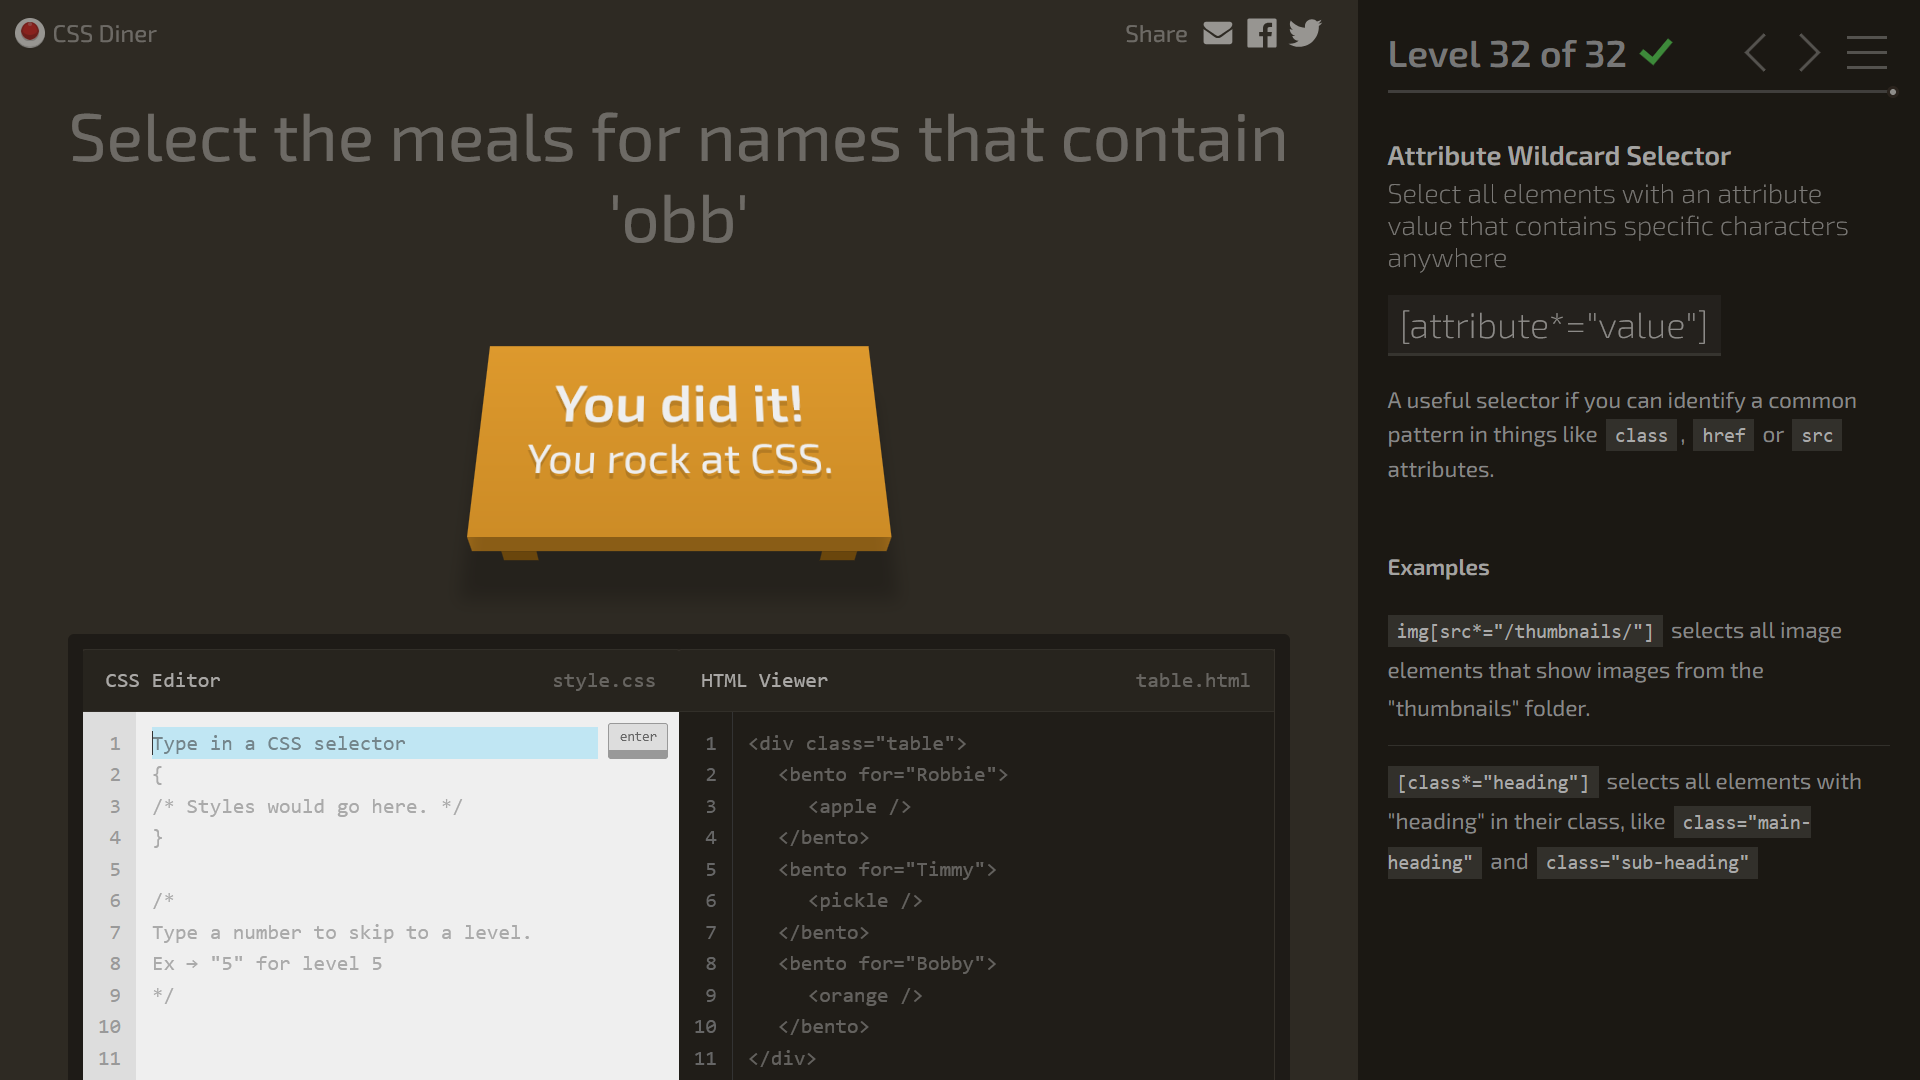 CSS Diner
Share
Select the meals for names that contain
'obb'
You did it!
You rock at CSS.
CSS Editor
style.css
HTML Viewer
table.html
1
2
3
4
5
6
7
8
9
10
11
Type in a CSS selector
enter
{
/* Styles would go here. */
}
/*
Type a number to skip to a level.
Ex → "5" for level 5
*/
1
2
3
4
5
6
7
8
9
10
11
<div class="table">
<bento for="Robbie">
<apple />
</bento>
<bento for="Timmy">
<pickle />
</bento>
<bento for="Bobby">
<orange />
</bento>
</div>
Level 32 of 32
Attribute Wildcard Selector
Select all elements with an attribute
value that contains specific characters
anywhere
[attribute*="value"]
A useful selector if you can identify a common
pattern in things like class , href or src
attributes.
Examples
img[src*="/thumbnails/"] selects all image
elements that show images from the
"thumbnails" folder.
[class*="heading"] selects all elements with
"heading" in their class, like class="main-
heading" and class="sub-heading"